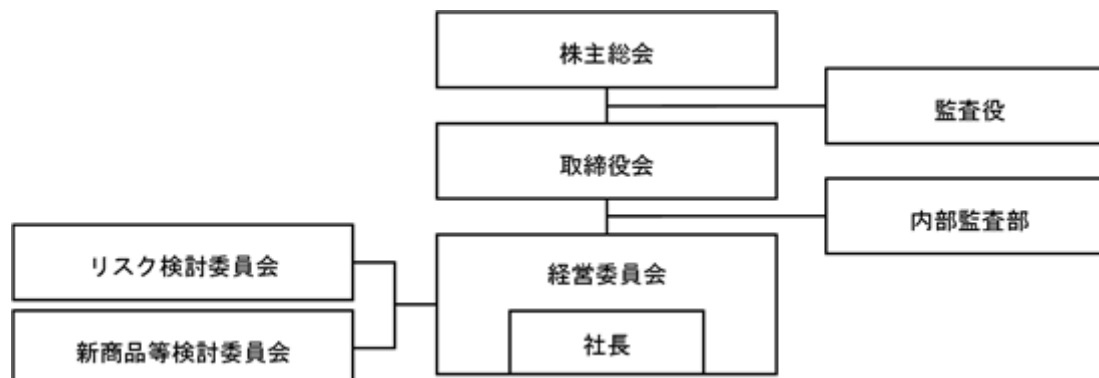 株主総会
監査役
取締役会
内部監査部
リスク検討委員会
経営委員会
社長
新商品等検討委員会